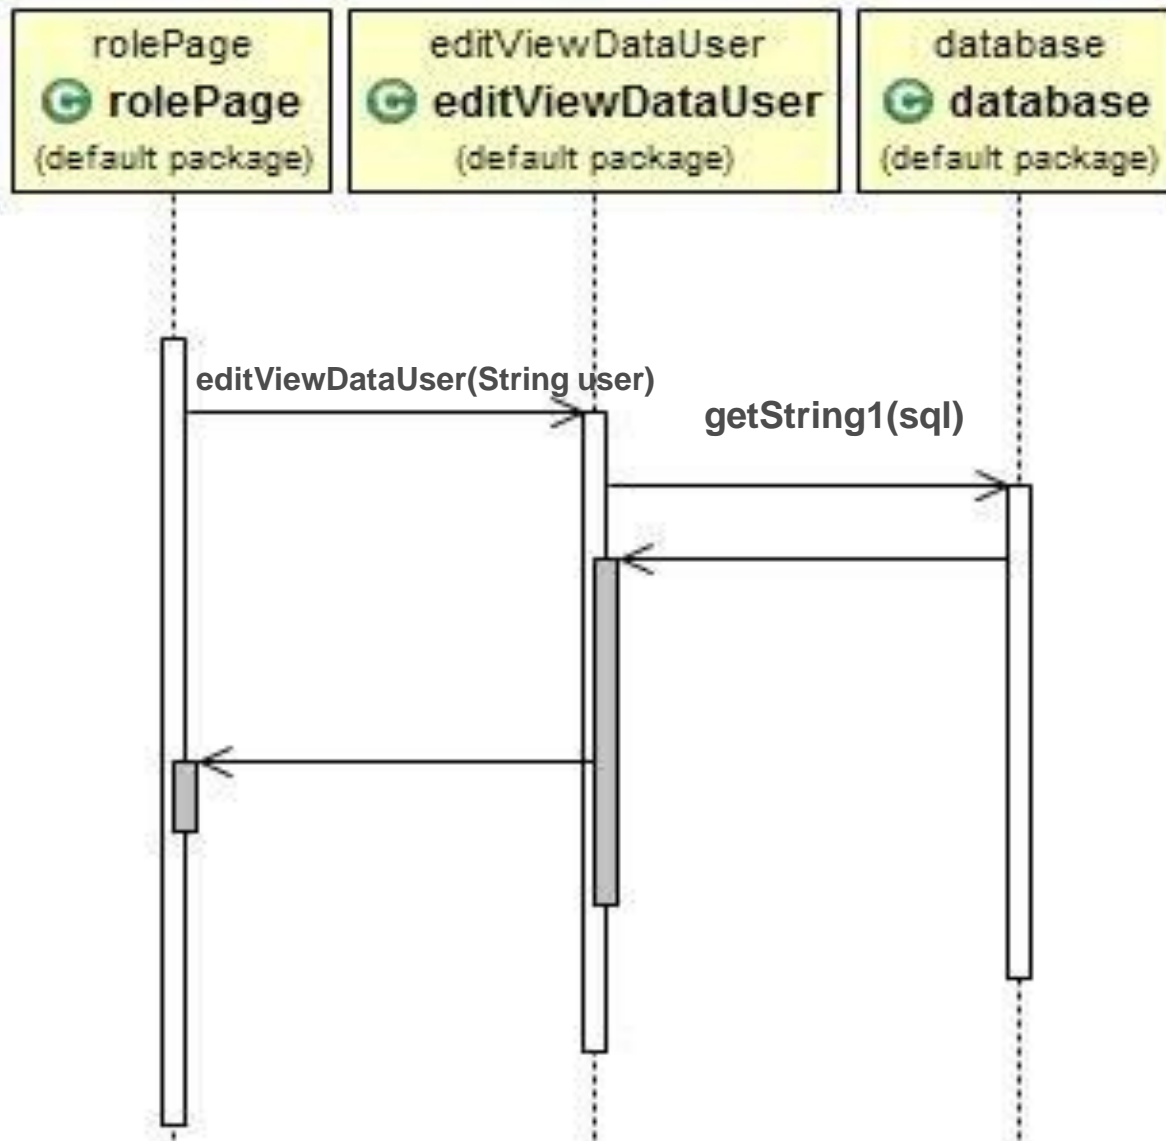 rolePage
rolePage
(default package)
editViewDataUser
editViewDataUser
(default package)
database
database
(default package)
editViewDataUser(String user)
getString1(sql)